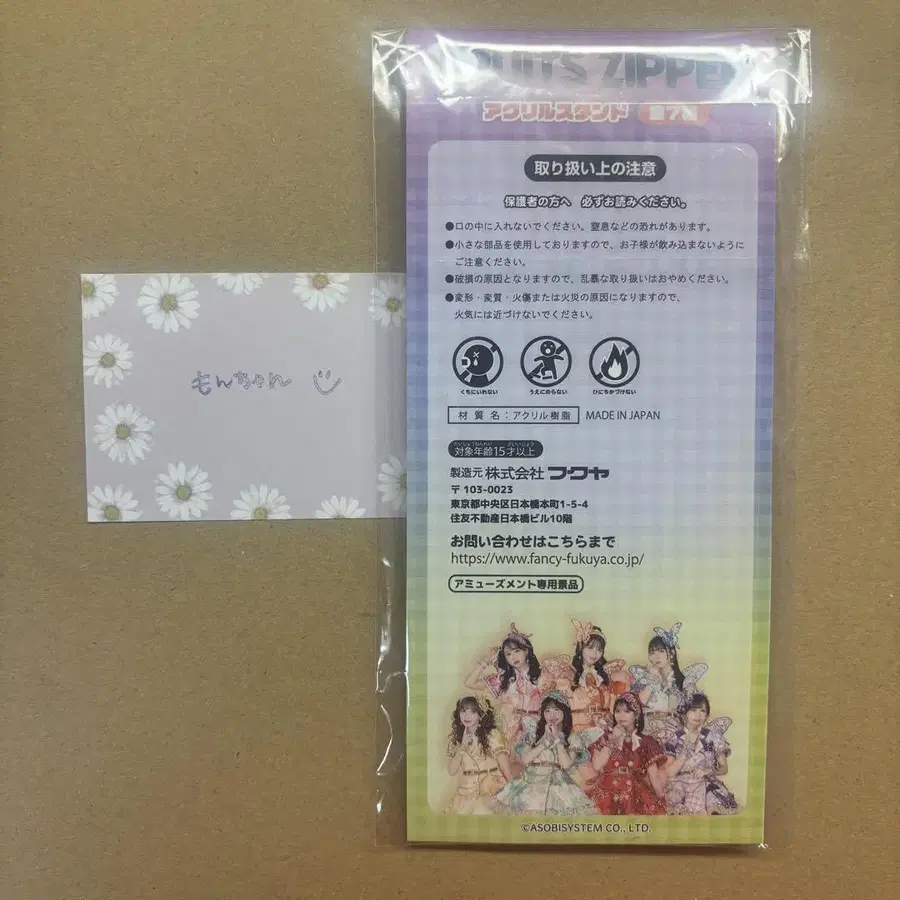 もんちゃん
FRUITS ZIPPER
アクリルスタンド 全7種
取り扱い上の注意
保護者の方へ 必ずお読みください。
●口の中に入れないでください。窒息などの恐れがあります。
●小さな部品を使用しておりますので、お子様が飲み込まないように
ご注意ください。
●破損の原因となりますので、乱暴な取り扱いはおやめください。
●変形・変質・火傷または火災の原因になりますので、
火気には近づけないでください。
くちにいれない
うえにのらない
ひにちかづけない
材質名：アクリル樹脂 MADE IN JAPAN
対象年齢15才以上
製造元 株式会社フクヤ
〒103-0023
東京都中央区日本橋本町1-5-4
住友不動産日本橋ビル10階
お問い合わせはこちらまで
https://www.fancy-fukuya.co.jp/
アミューズメント専用景品
©ASOBISYSTEM CO., LTD.